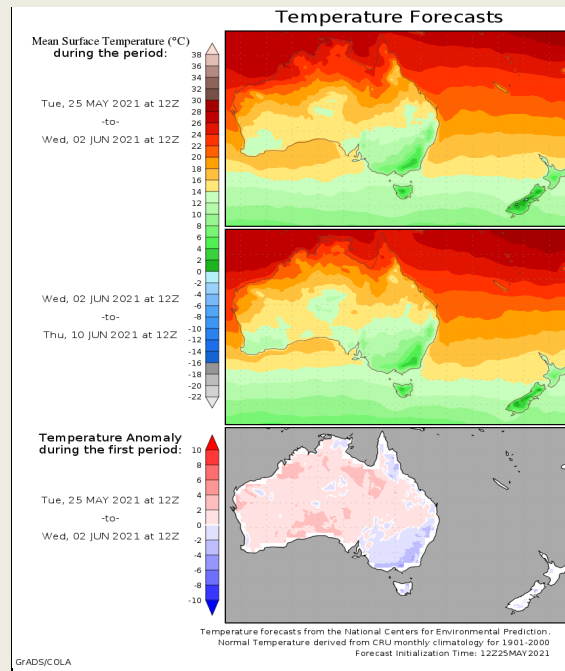 Temperature Forecasts
Mean Surface Temperature (°C)
during the period:
Tue, 25 MAY 2021 at 12Z
-to-
Wed, 02 JUN 2021 at 12Z
38
36
34
32
30
28
26
24
22
20
18
16
14
12
10
8
6
4
2
0
-2
-4
-6
-8
-10
-12
-14
-16
-18
-20
-22
Wed, 02 JUN 2021 at 12Z
-to-
Thu, 10 JUN 2021 at 12Z
Temperature Anomaly
during the first period:
Tue, 25 MAY 2021 at 12Z
-to-
Wed, 02 JUN 2021 at 12Z
10
8
6
4
2
0
-2
-4
-6
-8
-10
Temperature forecasts from the National Centers for Environmental Prediction.
Normal Temperature derived from CRU monthly climatology for 1901-2000
Forecast Initialization Time: 12Z25MAY2021
GrADS/COLA